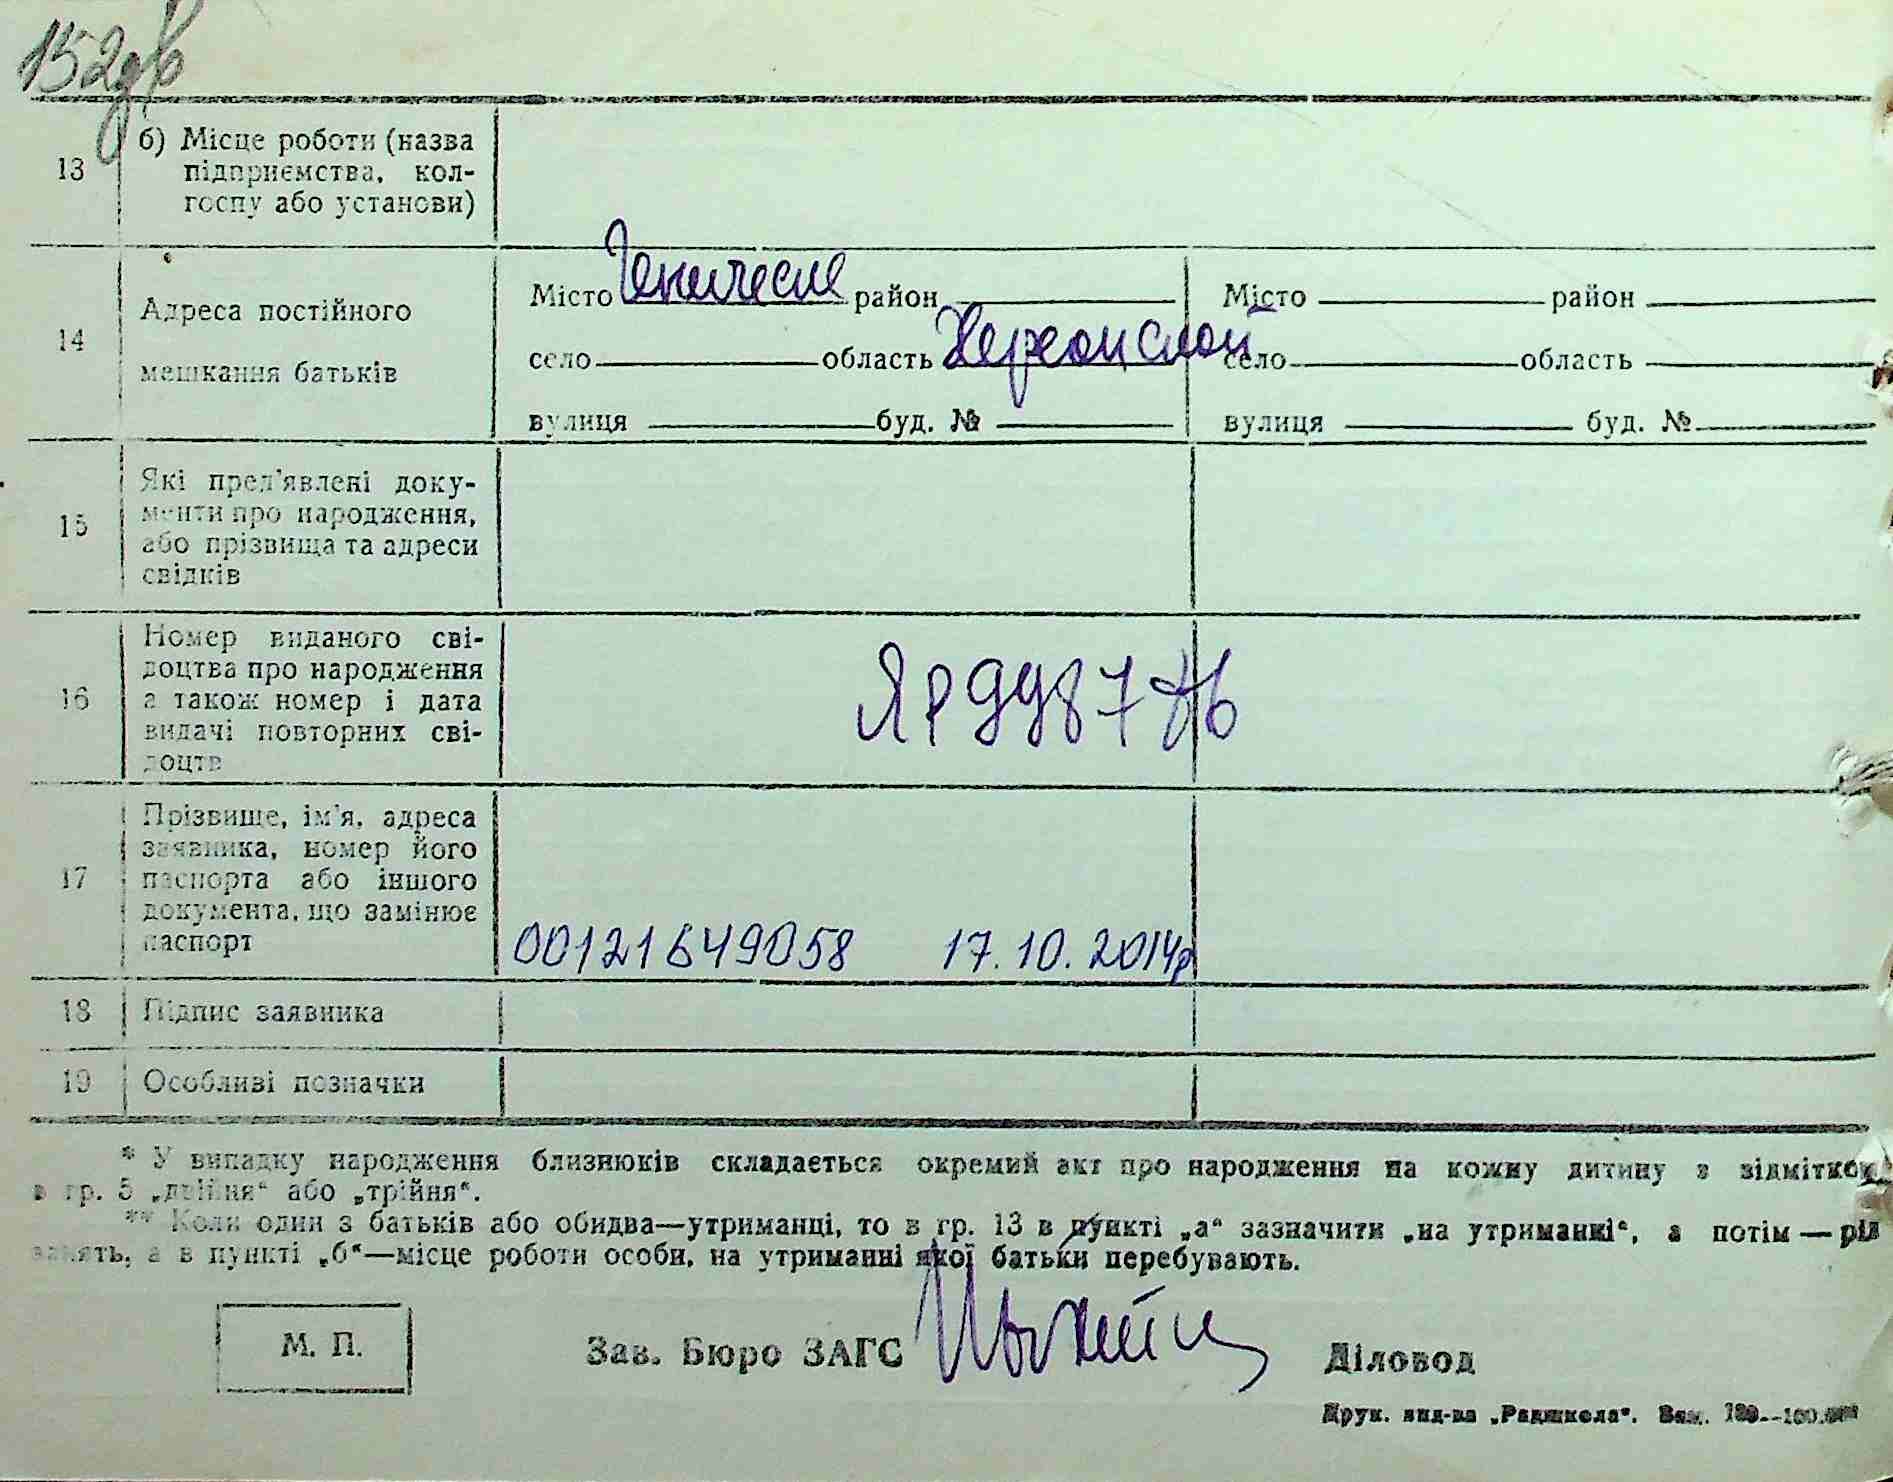 152
13
б) Місце роботи (назва
підприємства, кол-
госпу або установи)
14
Адреса постійного
мешкання батьків
Місто Геническ район
село область Херсонской
вулиця буд. №
Місто район
село область
вулиця буд. №
15
Які пред'явлені доку-
менти про народження,
або прізвища та адреси
свідків
16
Номер виданого сві-
доцтва про народження
а також номер і дата
видачі повторних сві-
доцтв
ЯР 9987
17
Прізвище, ім'я, адреса
заявника, номер його
паспорта або іншого
документа, що замінює
паспорт
00121649058 17.10.2014р
18
Підпис заявника
19
Особливі позначки
* У випадку народження близнюків складається окремий акт про народження на кожну дитину з відміткою
в гр. 5 „двійня“ або „трійня“.
** Коли один з батьків або обидва—утриманці, то в гр. 13 в пункті „а“ зазначити „на утриманні“, а потім — рід
занять, а в пункті „б“—місце роботи особи, на утриманні якої батьки перебувають.
М. П.
Зав. Бюро ЗАГС
Діловод
Друк. вид-ва „Радшкола“. Зам.